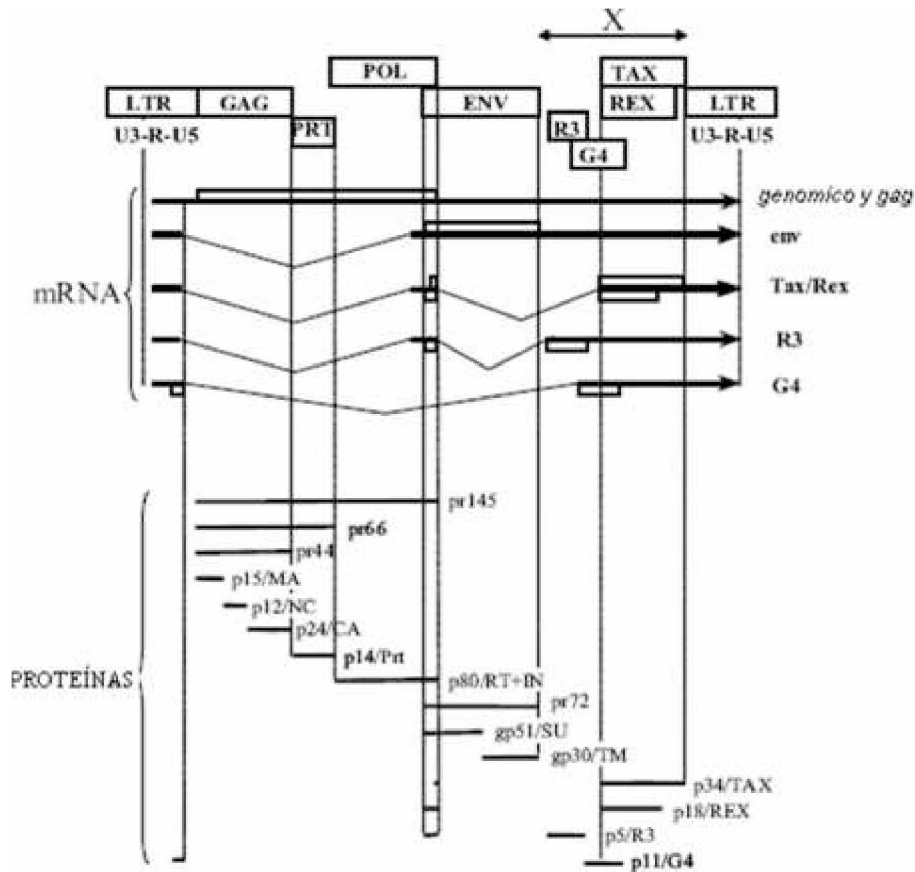 X
POL TAX
LTR GAG ENV REX LTR
U3-R-U5 PRT R3 U3-R-U5
G4
genomico y gag
env
mRNA
Tax/Rex
R3
G4
pr145
pr66
pr44
p15/MA
p12/NC
p24/CA
p14/Prt
PROTEÍNAS
p80/RT+IN
pr72
gp51/SU
gp30/TM
p34/TAX
p18/REX
p5/R3
p11/G4